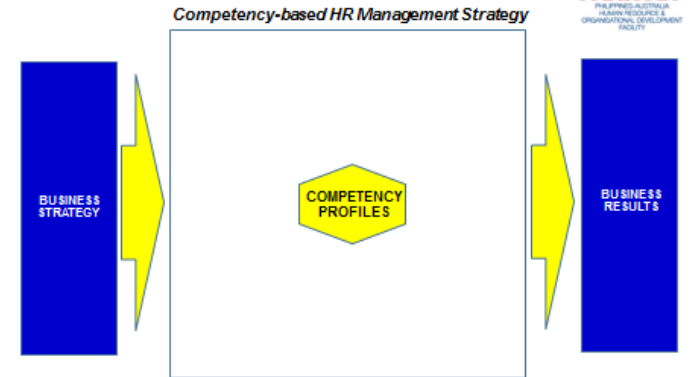 Competency-based HR Management Strategy
PHILIPPINES-AUSTRALIA
HUMAN RESOURCE &
ORGANISATIONAL DEVELOPMENT
FACILITY
BUSINESS
STRATEGY
COMPETENCY
PROFILES
BUSINESS
RESULTS